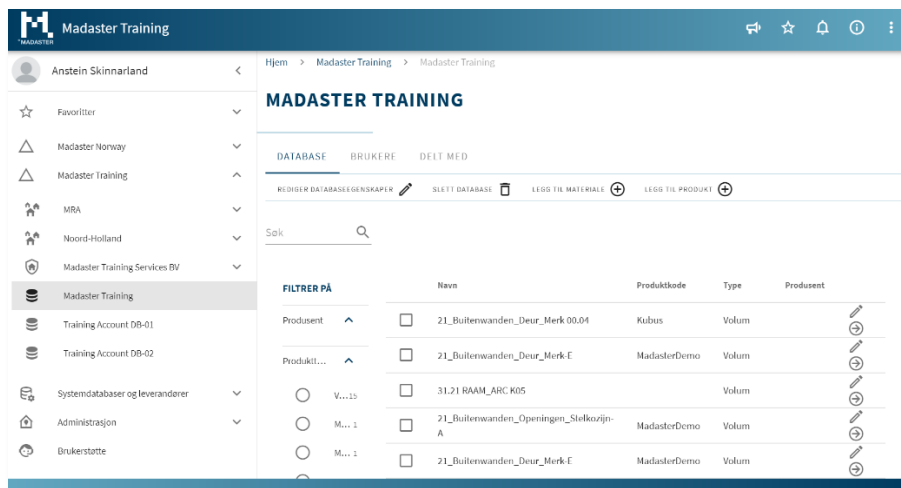 MADASTER
Madaster Training
Anstein Skinnarland
Favoritter
Madaster Norway
Madaster Training
MRA
Noord-Holland
Madaster Training Services BV
Madaster Training
Training Account DB-01
Training Account DB-02
Systemdatabaser og leverandører
Administrasjon
Brukerstøtte
Hjem > Madaster Training > Madaster Training
MADASTER TRAINING
DATABASE BRUKERE DELT MED
REDIGER DATABASEEGENSKAPER SLETT DATABASE LEGG TIL MATERIALE LEGG TIL PRODUKT
Søk
FILTRER PÅ
Produsent
Produktt...
V... 15
M... 1
M... 1
Navn Produktkode Type Produsent
21_Buitenwanden_Deur_Merk 00.04 Kubus Volum
21_Buitenwanden_Deur_Merk-E MadasterDemo Volum
31.21 RAAM_ARC K05 Volum
21_Buitenwanden_Openingen_Stelkozijn-
A MadasterDemo Volum
21_Buitenwanden_Deur_Merk-E MadasterDemo Volum